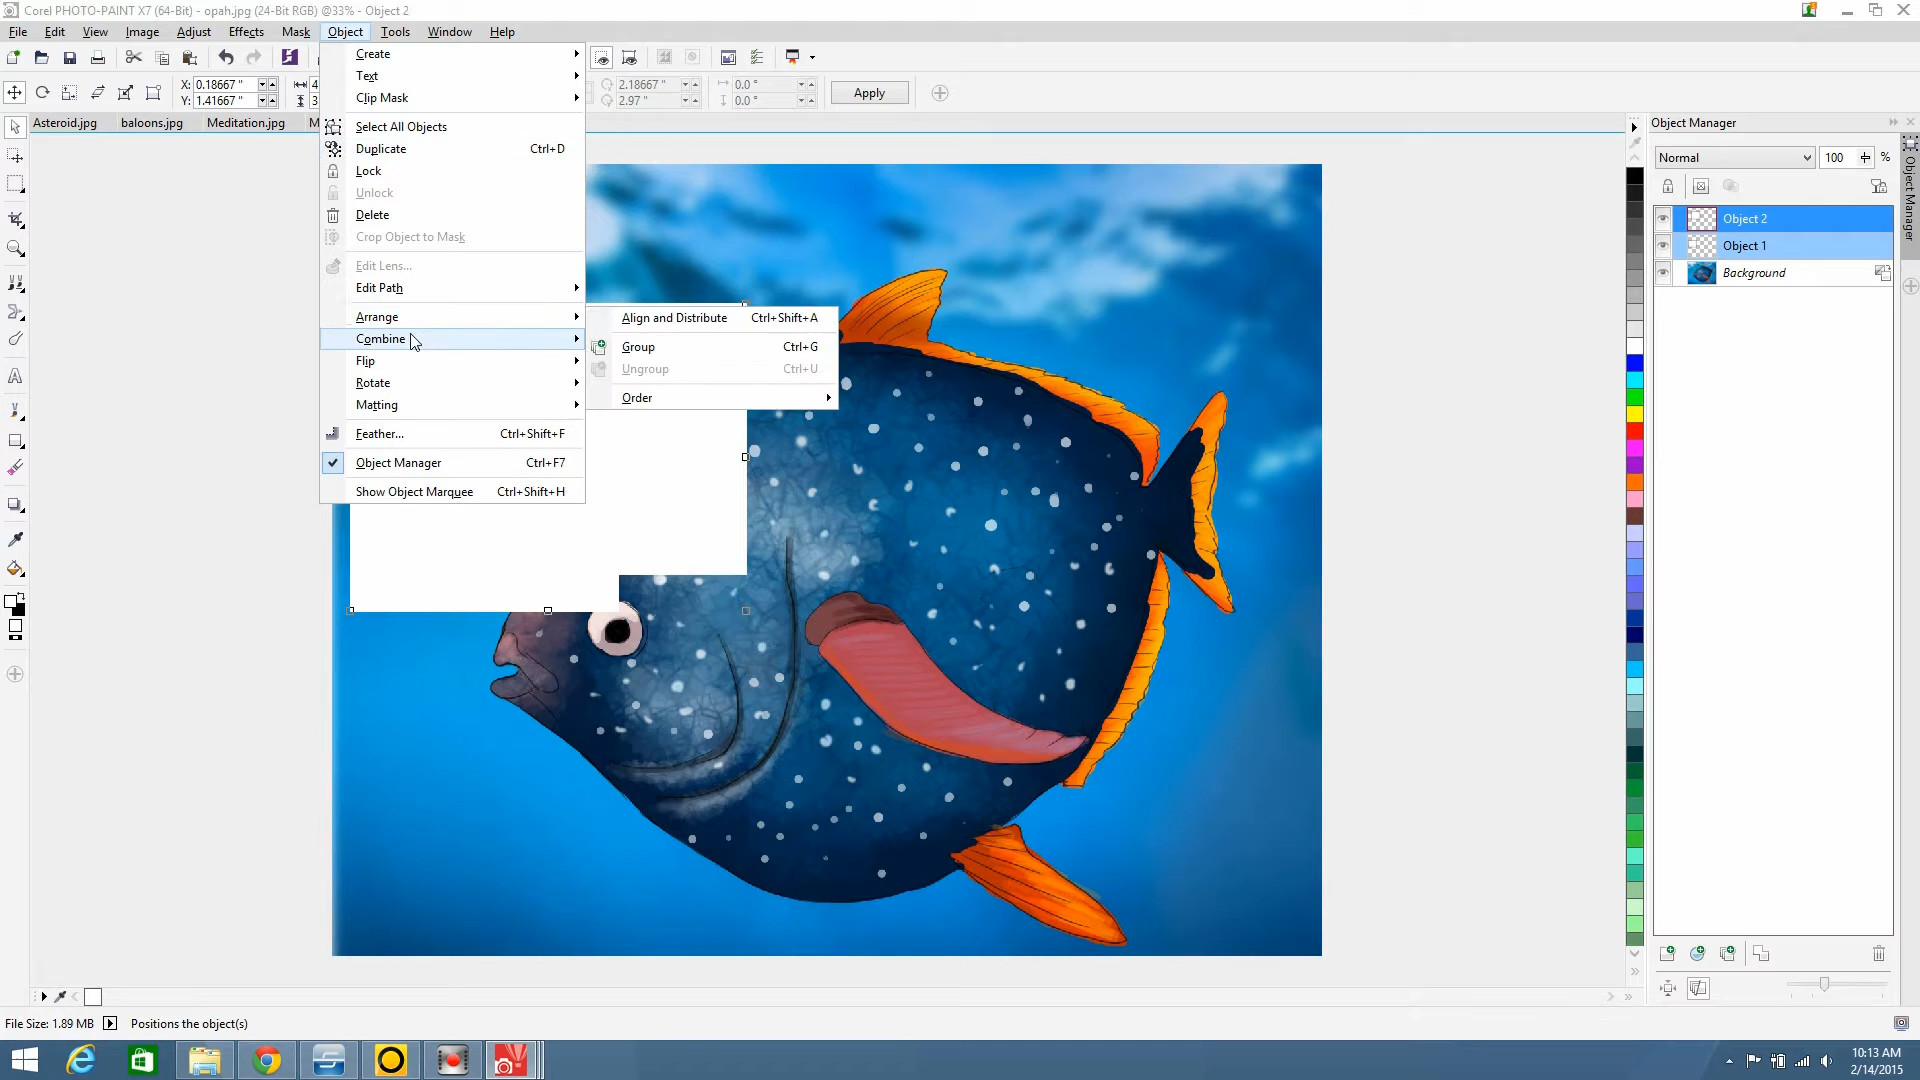 Corel PHOTO-PAINT X7 (64-Bit) - opah.jpg (24-Bit RGB) @33% - Object 2
File Edit View Image Adjust Effects Mask Object Tools Window Help
X: 0.18667 "
Y: 1.41667 "
4
3
2.18667 "
2.97 "
0.0 °
0.0 °
Apply
Asteroid.jpg baloons.jpg Meditation.jpg M
Create
Text
Clip Mask
Select All Objects
Duplicate Ctrl+D
Lock
Unlock
Delete
Crop Object to Mask
Edit Lens...
Edit Path
Arrange
Combine
Flip
Rotate
Matting
Feather... Ctrl+Shift+F
Object Manager Ctrl+F7
Show Object Marquee Ctrl+Shift+H
Align and Distribute Ctrl+Shift+A
Group Ctrl+G
Ungroup Ctrl+U
Order
Object Manager
Normal 100 %
Object 2
Object 1
Background
Object Manager
File Size: 1.89 MB Positions the object(s)
10:13 AM
2/14/2015